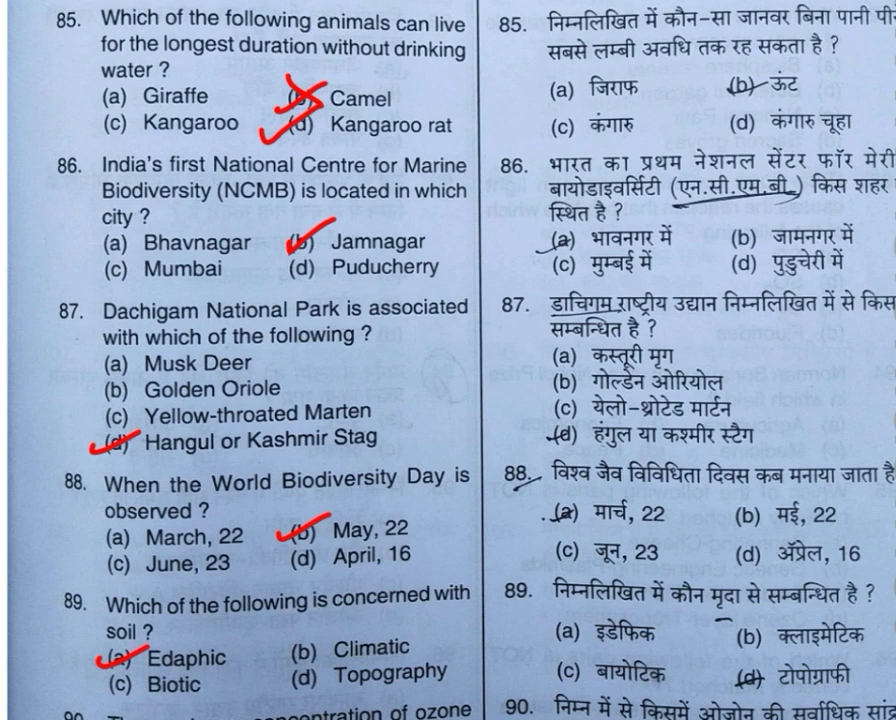 85. Which of the following animals can live
for the longest duration without drinking
water ?
(a) Giraffe (b) Camel
(c) Kangaroo (d) Kangaroo rat
86. India's first National Centre for Marine
Biodiversity (NCMB) is located in which
city ?
(a) Bhavnagar (b) Jamnagar
(c) Mumbai (d) Puducherry
87. Dachigam National Park is associated
with which of the following ?
(a) Musk Deer
(b) Golden Oriole
(c) Yellow-throated Marten
(d) Hangul or Kashmir Stag
88. When the World Biodiversity Day is
observed ?
(a) March, 22 (b) May, 22
(c) June, 23 (d) April, 16
89. Which of the following is concerned with
soil ?
(a) Edaphic (b) Climatic
(c) Biotic (d) Topography
concentration of ozone
85. निम्नलिखित में कौन-सा जानवर बिना पानी
सबसे लम्बी अवधि तक रह सकता है ?
(a) जिराफ (b) ऊंट
(c) कंगारु (d) कंगारु चूहा
86. भारत का प्रथम नेशनल सेंटर फॉर
बायोडाइवर्सिटी (एन.सी.एम.बी.) किस शहर
स्थित है ?
(a) भावनगर में (b) जामनगर में
(c) मुम्बई में (d) पुडुचेरी में
87. डाचिगम राष्ट्रीय उद्यान निम्नलिखित में से किस
सम्बन्धित है ?
(a) कस्तूरी मृग
(b) गोल्डेन ओरियोल
(c) येलो-थ्रोटेड मार्टन
(d) हंगुल या कश्मीर स्टैग
88. विश्व जैव विविधिता दिवस कब मनाया जाता है
(a) मार्च, 22 (b) मई, 22
(c) जून, 23 (d) अप्रेल, 16
89. निम्नलिखित में कौन मृदा से सम्बन्धित है ?
(a) इडेफिक (b) क्लाइमेटिक
(c) बायोटिक (d) टोपोग्राफी
90. निम्न में से किसमें ओजोन की सर्वाधिक